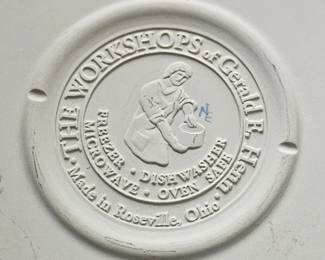 THE WORKSHOPS of Gerald E. Henn
• Made in Roseville, Ohio •
FREEZER • DISHWASHER
MICROWAVE • OVEN SAFE
NE